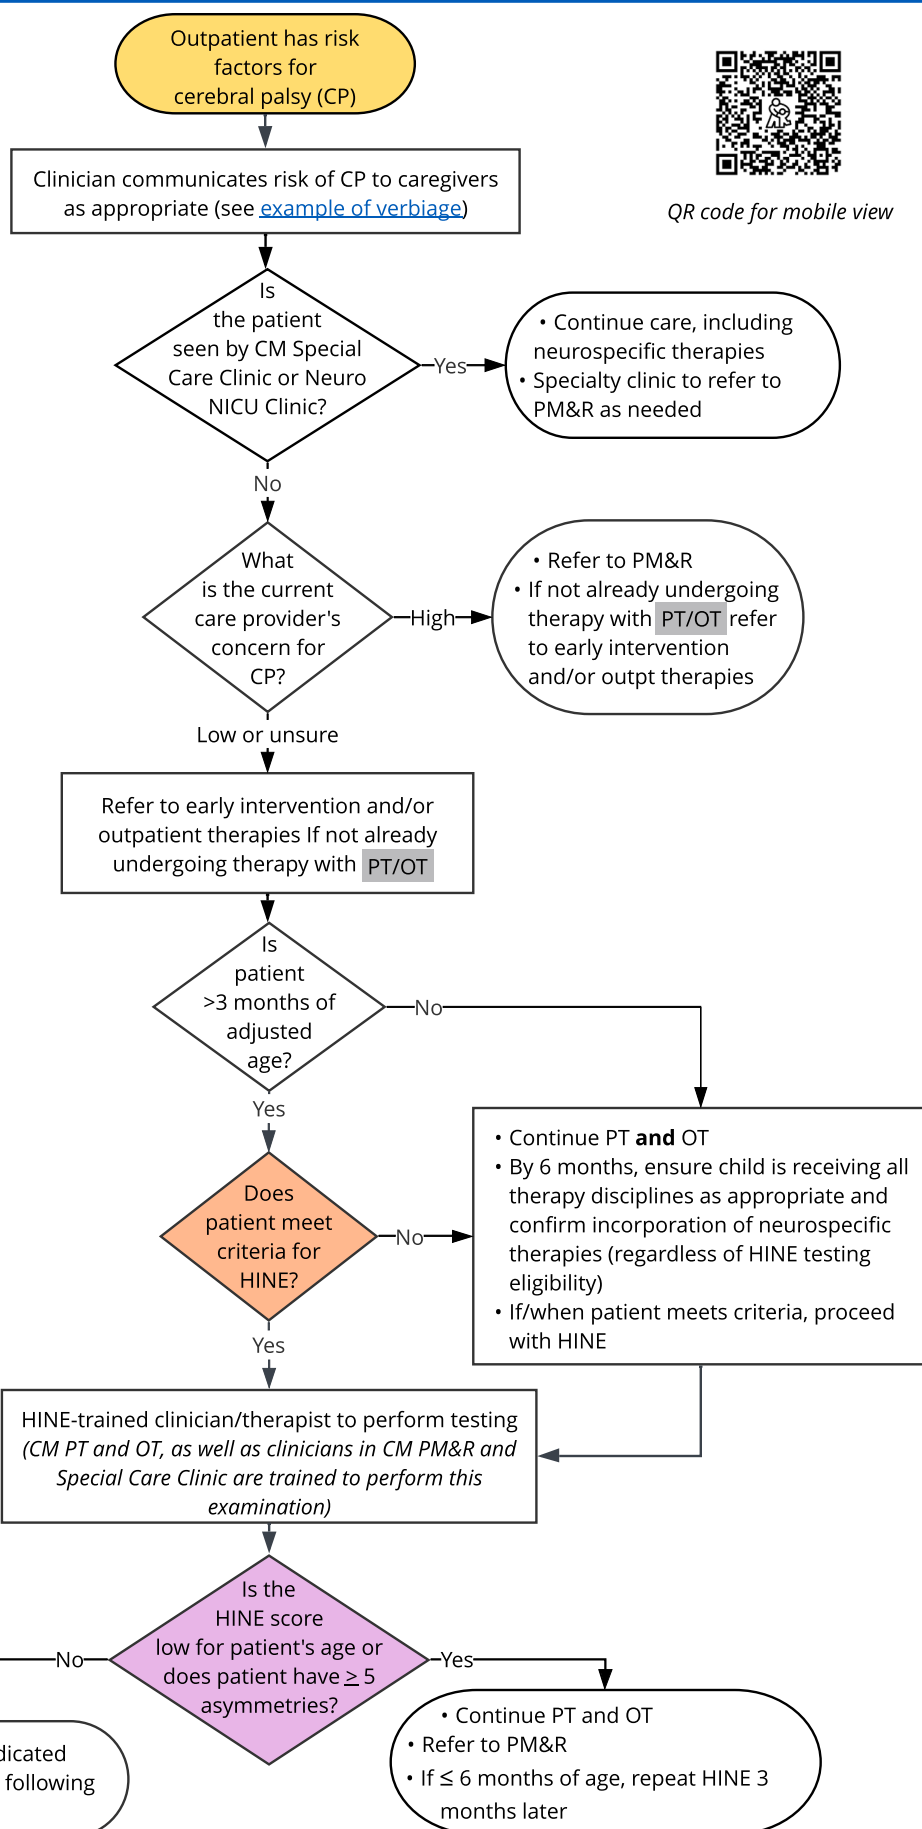 Outpatient has risk
factors for
cerebral palsy (CP)
QR code for mobile view
Clinician communicates risk of CP to caregivers
as appropriate (see example of verbiage)
Is
the patient
seen by CM Special
Care Clinic or Neuro
NICU Clinic?
Yes
• Continue care, including
neurospecific therapies
• Specialty clinic to refer to
PM&R as needed
No
What
is the current
care provider's
concern for
CP?
High
• Refer to PM&R
• If not already undergoing
therapy with PT/OT refer
to early intervention
and/or outpt therapies
Low or unsure
Refer to early intervention and/or
outpatient therapies If not already
undergoing therapy with PT/OT
Is
patient
>3 months of
adjusted
age?
No
Yes
Does
patient meet
criteria for
HINE?
No
• Continue PT and OT
• By 6 months, ensure child is receiving all
therapy disciplines as appropriate and
confirm incorporation of neurospecific
therapies (regardless of HINE testing
eligibility)
• If/when patient meets criteria, proceed
with HINE
Yes
HINE-trained clinician/therapist to perform testing
(CM PT and OT, as well as clinicians in CM PM&R and
Special Care Clinic are trained to perform this
examination)
Is the
HINE score
low for patient's age or
does patient have ≥ 5
asymmetries?
No
Yes
• Continue PT and OT
• Refer to PM&R
• If ≤ 6 months of age, repeat HINE 3
months later
dicated
following